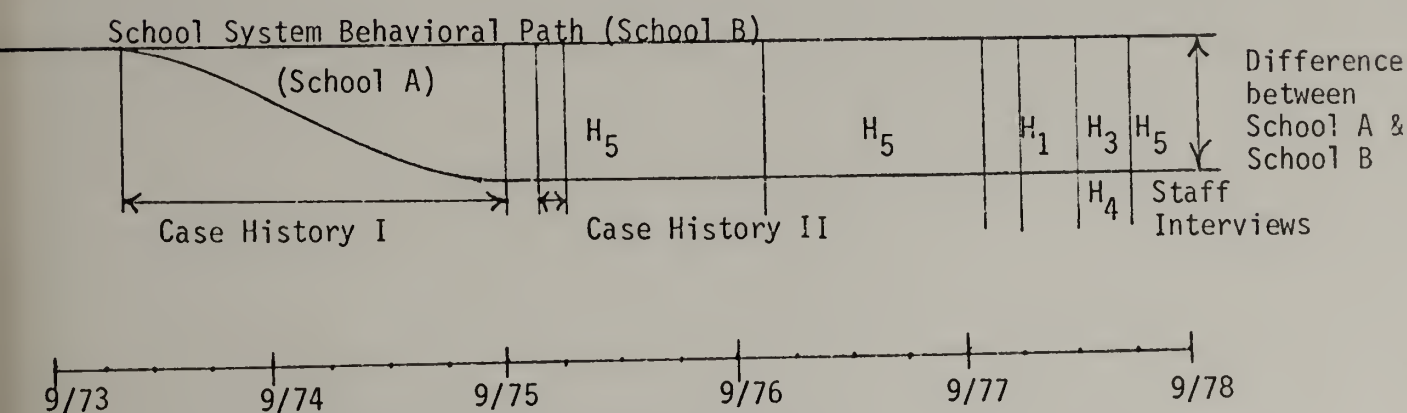 School System Behavioral Path (School B)
(School A)
Difference
between
School A &
School B
H5
H5
H1
H3
H5
H4
Staff
Interviews
Case History I
Case History II
9/73
9/74
9/75
9/76
9/77
9/78